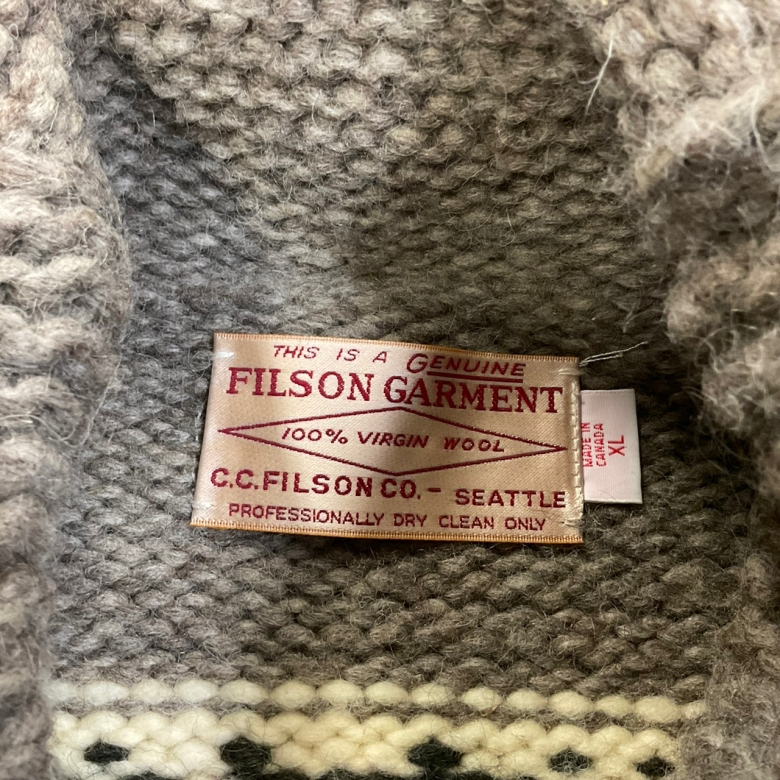 THIS IS A GENUINE
FILSON GARMENT
100% VIRGIN WOOL
C.C.FILSON CO. - SEATTLE
PROFESSIONALLY DRY CLEAN ONLY
MADE IN
CANADA
XL